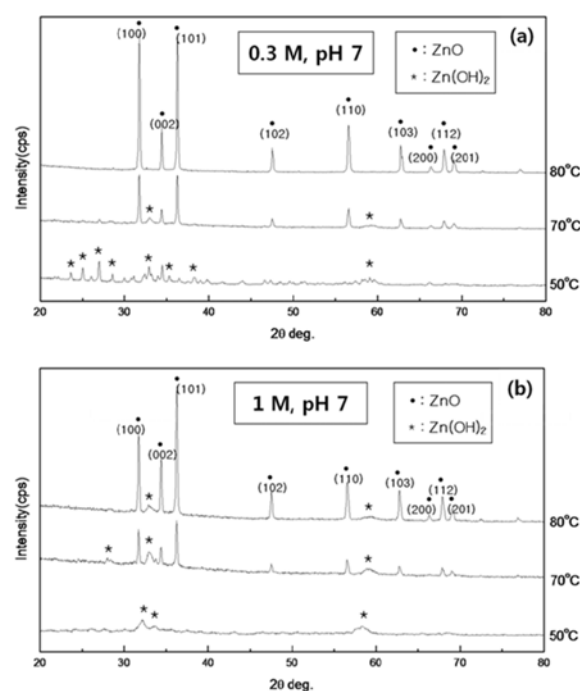 (a)
0.3 M, pH 7
• : ZnO
* : Zn(OH)₂
(100)
(101)
(002)
(102)
(110)
(103)
(112)
(200)
(201)
80°C
70°C
50°C
* *
* * * * * * * *
Intensity(cps)
20 30 40 50 60 70 80
2θ deg.
(b)
1 M, pH 7
• : ZnO
* : Zn(OH)₂
(100)
(101)
(002)
(102)
(110)
(103)
(112)
(200)
(201)
* *
80°C
* * *
70°C
* * *
50°C
Intensity(cps)
20 30 40 50 60 70 80
2θ deg.